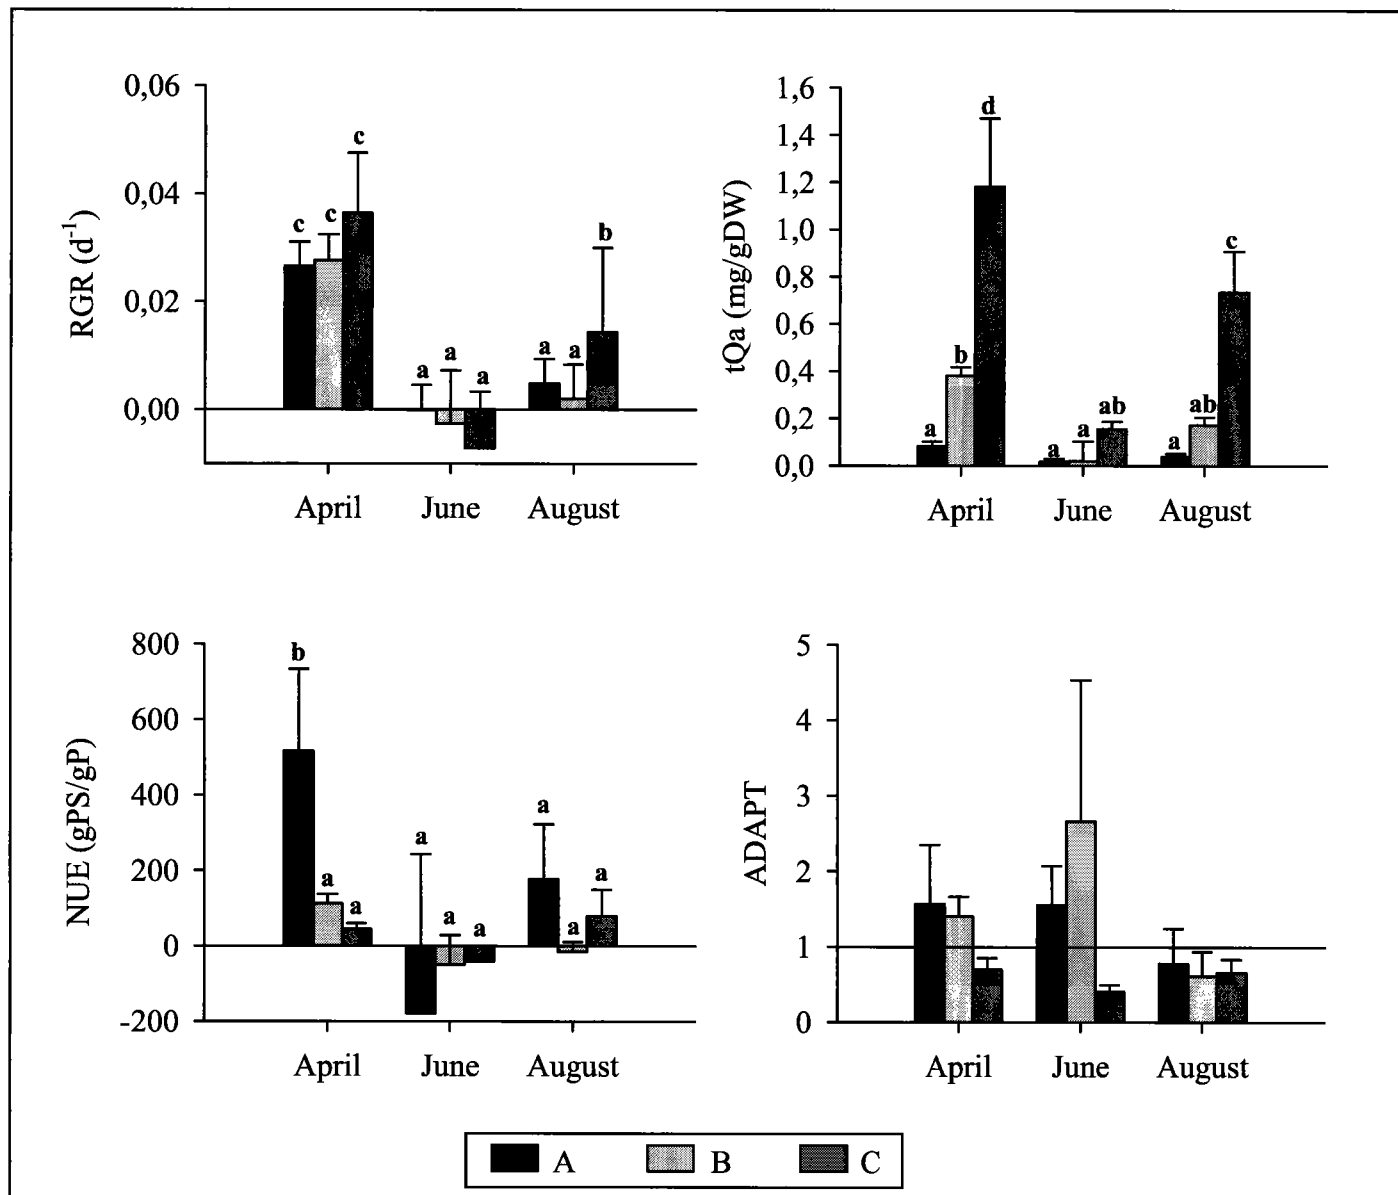 RGR (d-1)
0,06
0,04
0,02
0,00
c
c
c
a
a
a
a
a
b
April
June
August
tQa (mg/gDW)
1,6
1,4
1,2
1,0
0,8
0,6
0,4
0,2
0,0
a
b
d
a
a
ab
a
ab
c
April
June
August
NUE (gPS/gP)
800
600
400
200
0
-200
b
a
a
a
a
a
a
a
a
April
June
August
ADAPT
5
4
3
2
1
0
April
June
August
A
B
C